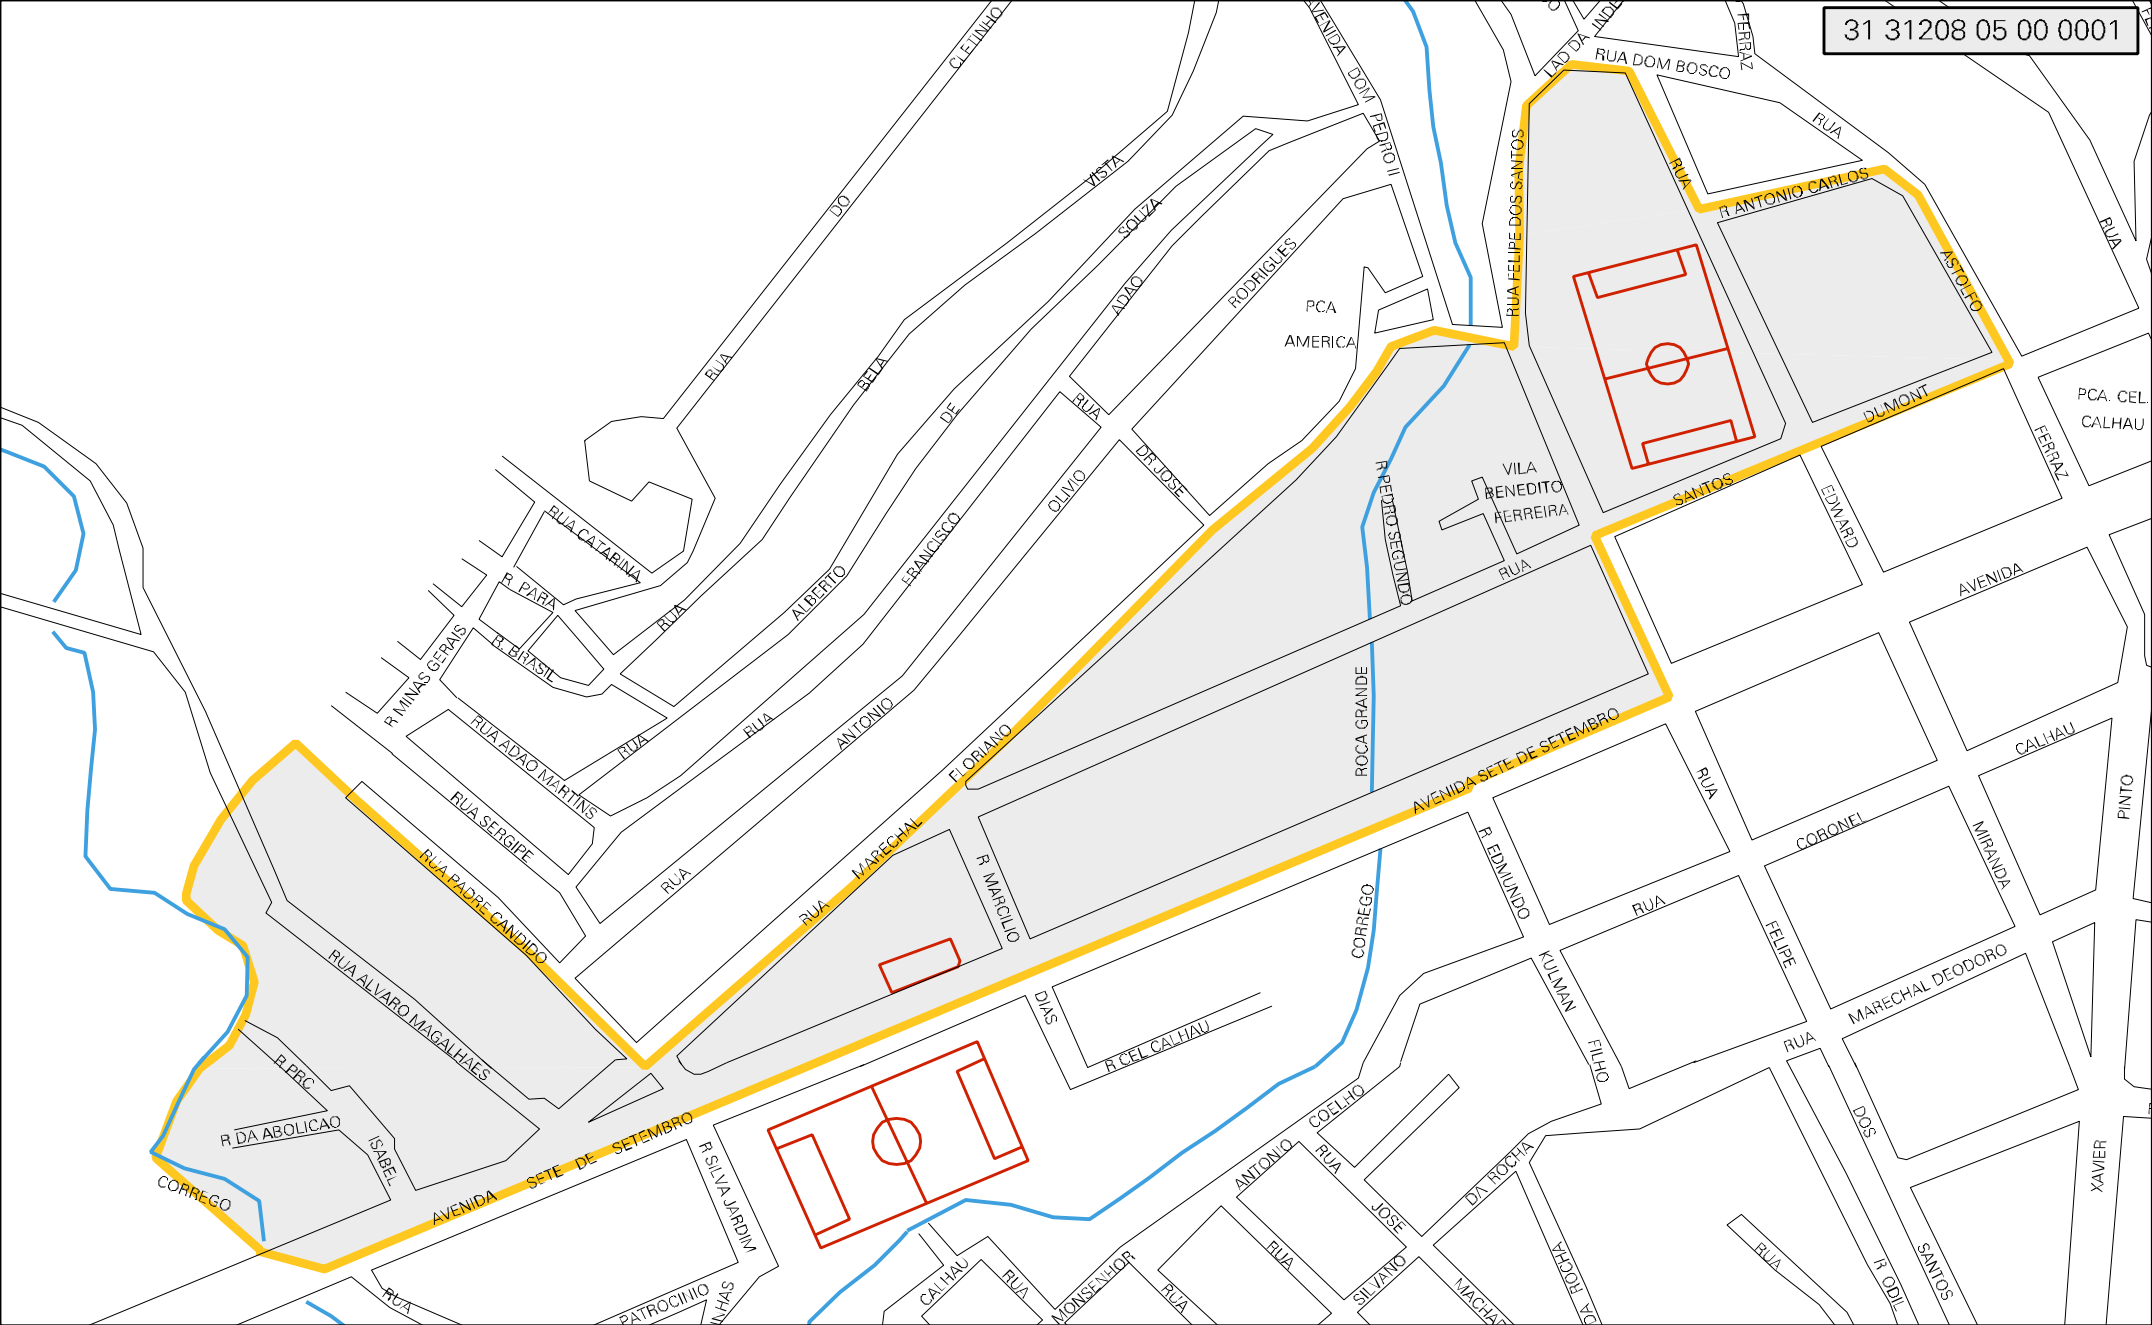 31 31208 05 00 0001
CLETINHO
DO
RUA
AVENIDA DOM PEDRO II
LAD DA INDE
FERRAZ
RUA DOM BOSCO
RUA
RUA
R ANTONIO CARLOS
RUA
ASTOLFO
DUMONT
SANTOS
FERRAZ
PCA. CEL.
CALHAU
RUA FELIPE DOS SANTOS
VISTA
BELA
RUA
SOUZA
DE
ALBERTO
RUA
ADAO
FRANCISCO
RUA
RODRIGUES
RUA
DR JOSE
OLIVIO
ANTONIO
RUA
PCA
AMERICA
VILA
BENEDITO
FERREIRA
R PEDRO SEGUNDO
RUA
EDWARD
AVENIDA
CALHAU
PINTO
RUA CATARINA
R. PARA
R. BRASIL
R MINAS GERAIS
RUA ADAO MARTINS
RUA SERGIPE
RUA PADRE CANDIDO
FLORIANO
MARECHAL
RUA
ROCA GRANDE
AVENIDA SETE DE SETEMBRO
RUA
CORONEL
MIRANDA
R EDMUNDO
RUA
FELIPE
R MARCILIO
CORREGO
KULMAN
MARECHAL DEODORO
RUA ALVARO MAGALHAES
DIAS
R CEL CALHAU
FILHO
RUA
R PRC
ISABEL
R DA ABOLICAO
CORREGO
AVENIDA SETE DE SETEMBRO
R SILVA JARDIM
COELHO
ANTONIO
RUA
JOSE
DA ROCHA
DOS
XAVIER
RUA
PATROCINIO
CALHAU
RUA
MONSENHOR
RUA
RUA
SILVANO
MACHAD
DA ROCHA
RUA
R ODIL
SANTOS